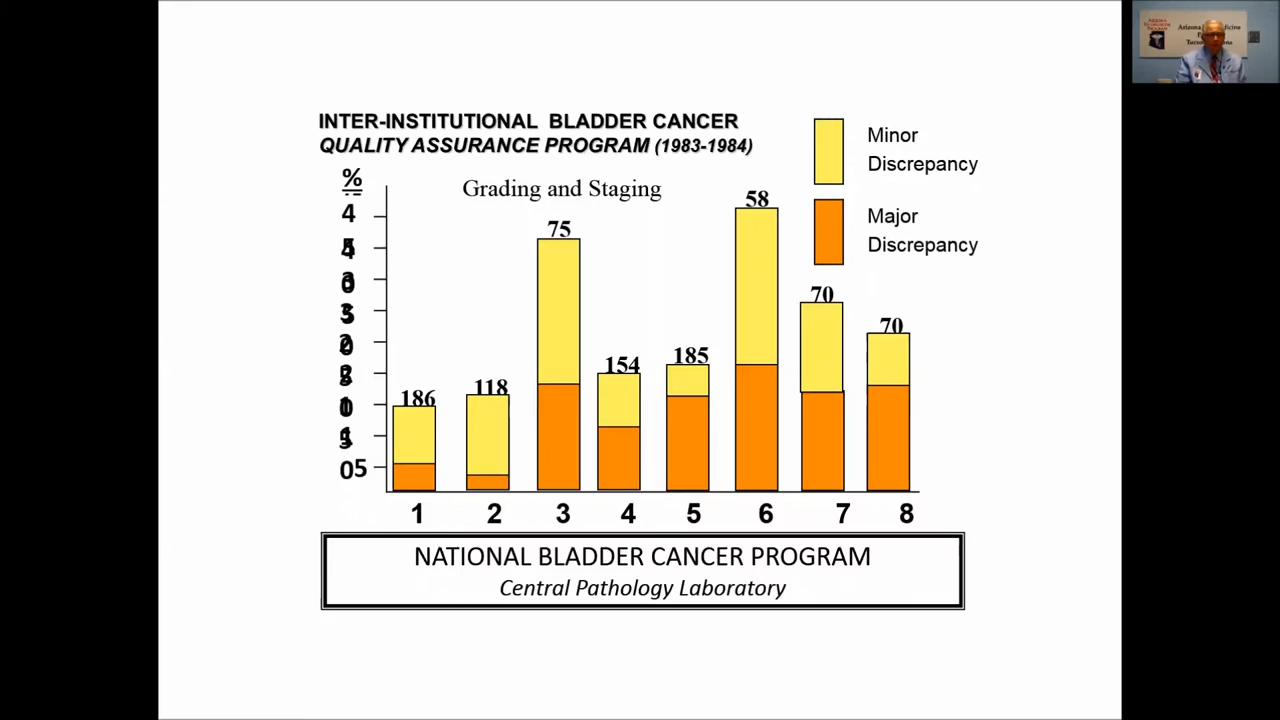 INTER-INSTITUTIONAL BLADDER CANCER
QUALITY ASSURANCE PROGRAM (1983-1984)
Grading and Staging
%
Minor
Discrepancy
Major
Discrepancy
186
118
75
154
185
58
70
70
1 2 3 4 5 6 7 8
NATIONAL BLADDER CANCER PROGRAM
Central Pathology Laboratory